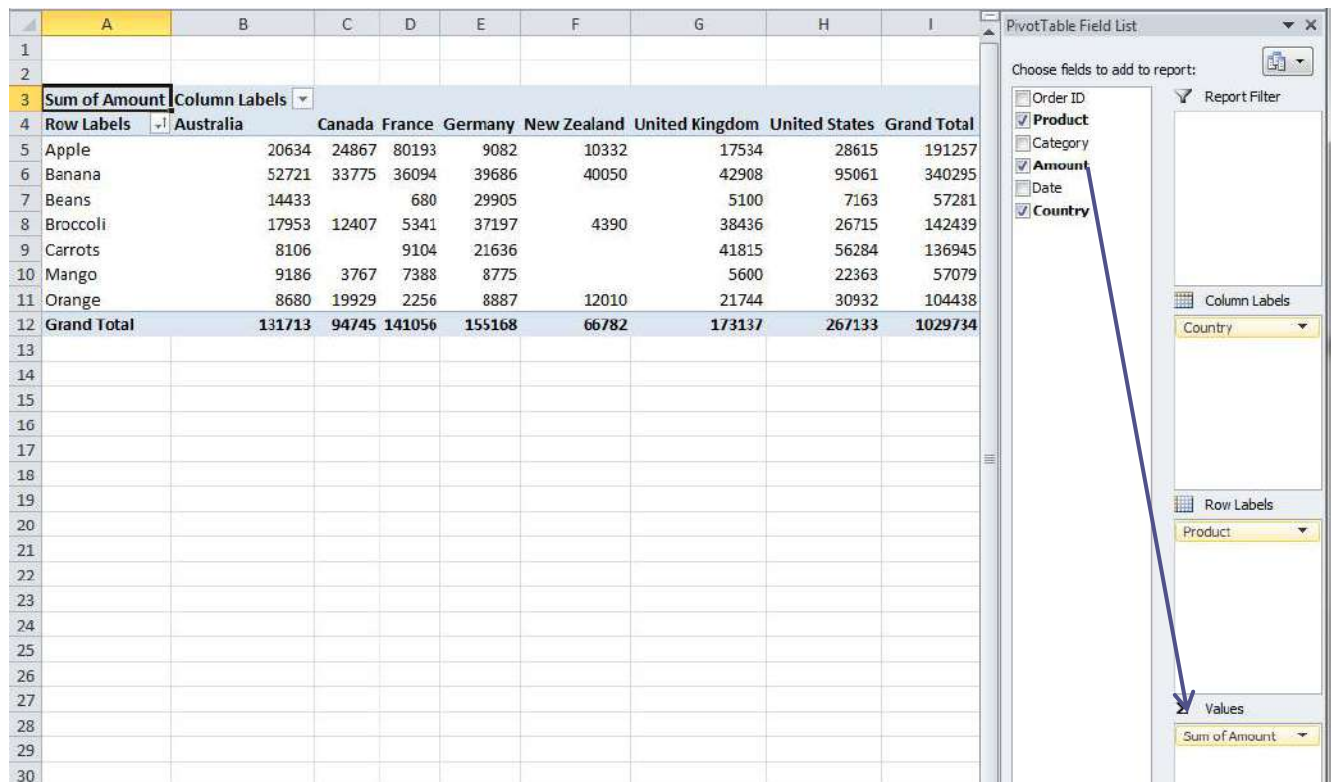 A B C D E F G H I
1
2
3 Sum of Amount Column Labels
4 Row Labels Australia Canada France Germany New Zealand United Kingdom United States Grand Total
5 Apple 20634 24867 80193 9082 10332 17534 28615 191257
6 Banana 52721 33775 36094 39686 40050 42908 95061 340295
7 Beans 14433 680 29905 5100 7163 57281
8 Broccoli 17953 12407 5341 37197 4390 38436 26715 142439
9 Carrots 8106 9104 21636 41815 56284 136945
10 Mango 9186 3767 7388 8775 5600 22363 57079
11 Orange 8680 19929 2256 8887 12010 21744 30932 104438
12 Grand Total 131713 94745 141056 155168 66782 173137 267133 1029734
13
14
15
16
17
18
19
20
21
22
23
24
25
26
27
28
29
30
PivotTable Field List
Choose fields to add to report:
Order ID
Product
Category
Amount
Date
Country
Report Filter
Column Labels
Country
Row Labels
Product
Σ Values
Sum of Amount